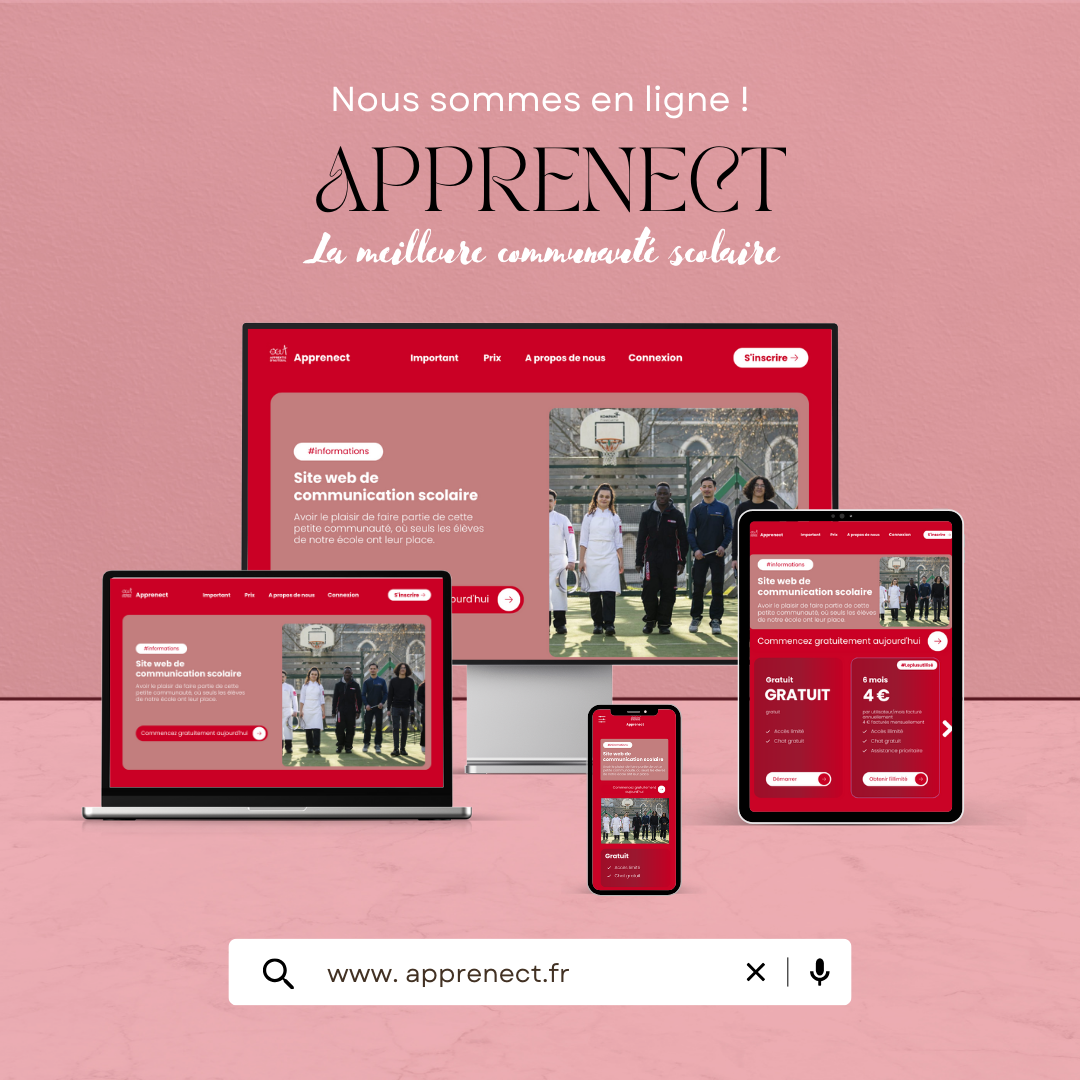 Nous sommes en ligne !
APPRENECT
La meilleure communauté scolaire
Apprenect
Important
Prix
A propos de nous
Connexion
S'inscrire
#informations
Site web de
communication scolaire
Avoir le plaisir de faire partie de cette
petite communauté, où seuls les élèves
de notre école ont leur place.
ourd'hui
Apprenect
Important
Prix
A propos de nous
Connexion
S'inscrire
#informations
Site web de
communication scolaire
Avoir le plaisir de faire partie de cette
petite communauté, où seuls les élèves
de notre école ont leur place.
Commencez gratuitement aujourd'hui
Apprenect
Important
Prix
A propos de nous
Connexion
S'inscrire
#informations
Site web de
communication scolaire
Avoir le plaisir de faire partie de cette
petite communauté, où seuls les élèves
de notre école ont leur place.
Commencez gratuitement aujourd'hui
Gratuit
GRATUIT
gratuit
Accès limité
Chat gratuit
Démarrer
#Leplusutilisé
6 mois
4 €
par utilisateur/mois facturé
annuellement
4 € facturés mensuellement
Accès illimité
Chat gratuit
Assistance prioritaire
Obtenir l'illimité
Apprenect
Site web de
communication scolaire
Commencez gratuitement
aujourd'hui
Gratuit
Accès limité
Chat gratuit
www. apprenect.fr